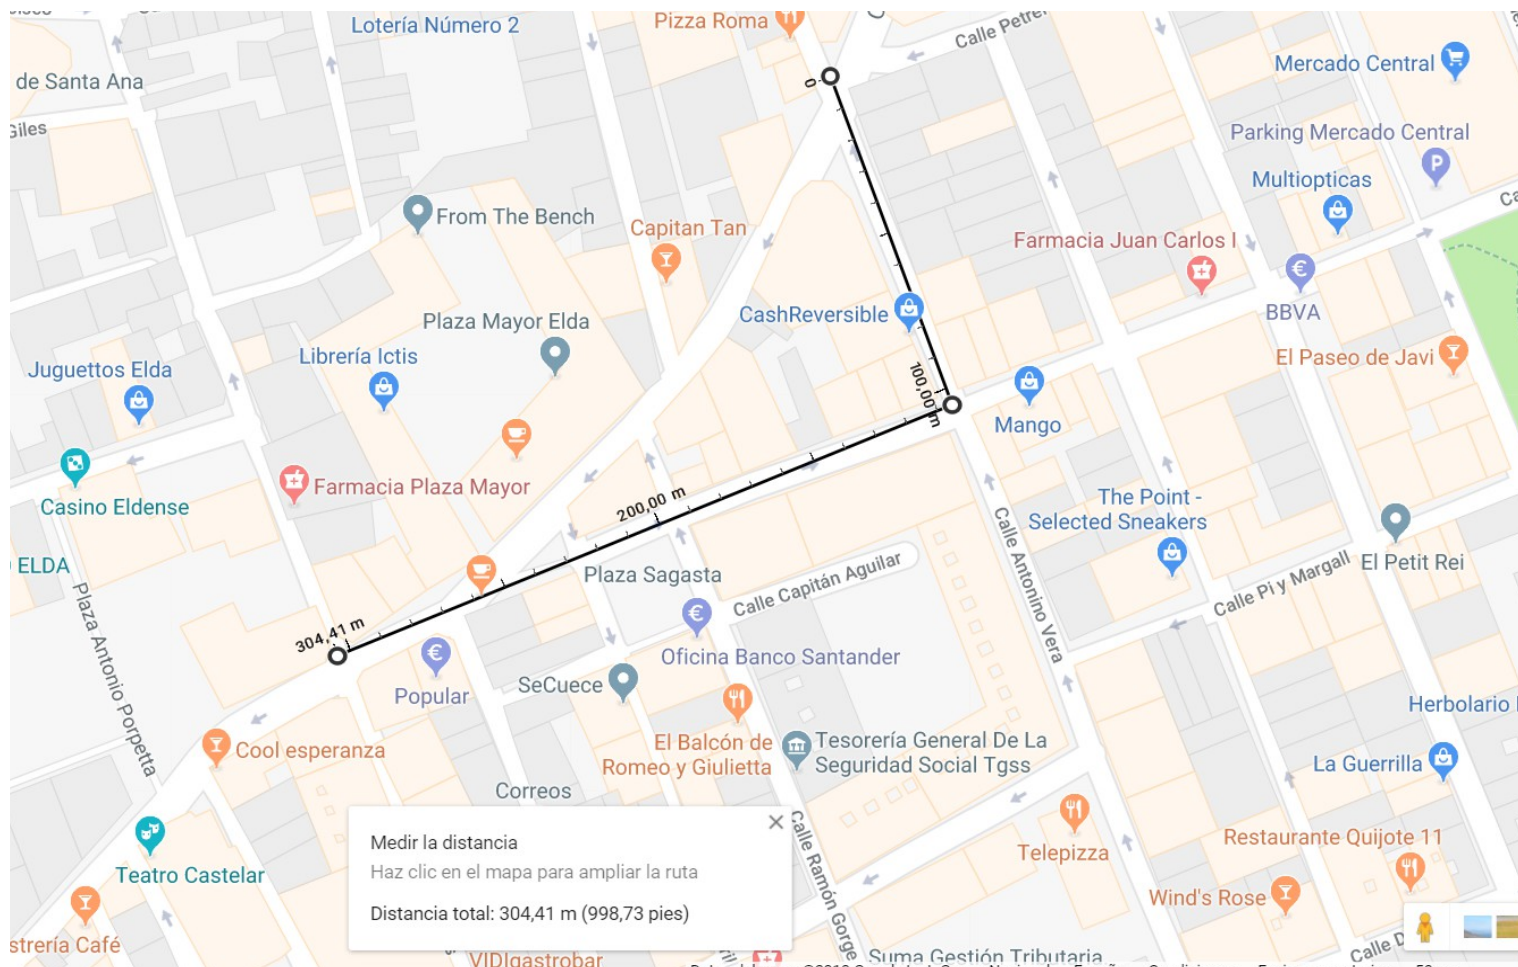 Lotería Número 2
Pizza Roma
de Santa Ana
Mercado Central
0
Parking Mercado Central
Multiopticas
From The Bench
Capitan Tan
Farmacia Juan Carlos I
CashReversible
BBVA
Plaza Mayor Elda
Librería Ictis
Juguettos Elda
El Paseo de Javi
100,00 m
Mango
Farmacia Plaza Mayor
Casino Eldense
200,00 m
The Point -
Selected Sneakers
Calle Antonino Vera
ELDA
Plaza Sagasta
Calle Capitán Aguilar
El Petit Rei
Calle Pi y Margall
Plaza Antonio Porpetta
304,41 m
Oficina Banco Santander
Popular
SeCuece
Herbolario
El Balcón de
Romeo y Giulietta
Tesorería General De La
Seguridad Social Tgss
Cool esperanza
La Guerrilla
Correos
Calle Ramón Gorge
Telepizza
Restaurante Quijote 11
Teatro Castelar
Wind's Rose
Medir la distancia
Haz clic en el mapa para ampliar la ruta
Distancia total: 304,41 m (998,73 pies)
Café
VIDIgastrobar
Suma Gestión Tributaria